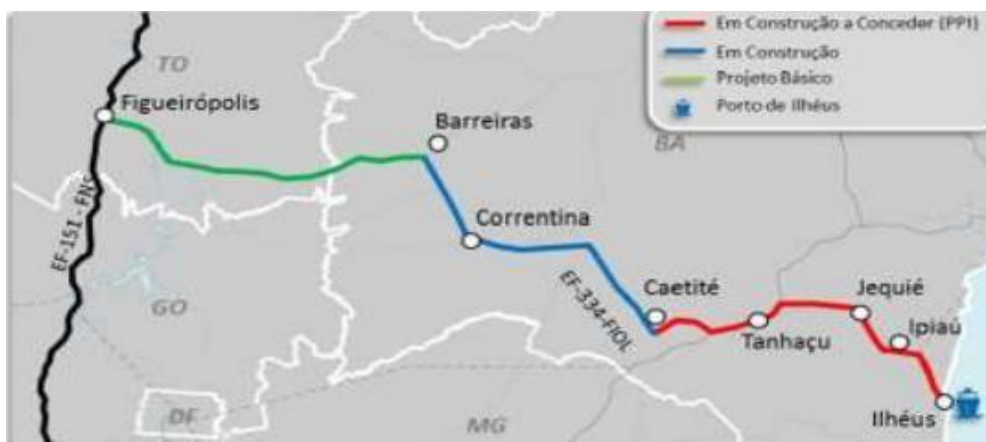 Em Construção a Conceder (PPI)
Em Construção
Projeto Básico
Porto de Ilhéus
TO
Figueirópolis
Barreiras
BA
Correntina
EF-151 - FNS
EF-334-FIOL
Caetité
Jequié
GO
Ipiaú
Tanhaçu
Ilhéus
DF
MG